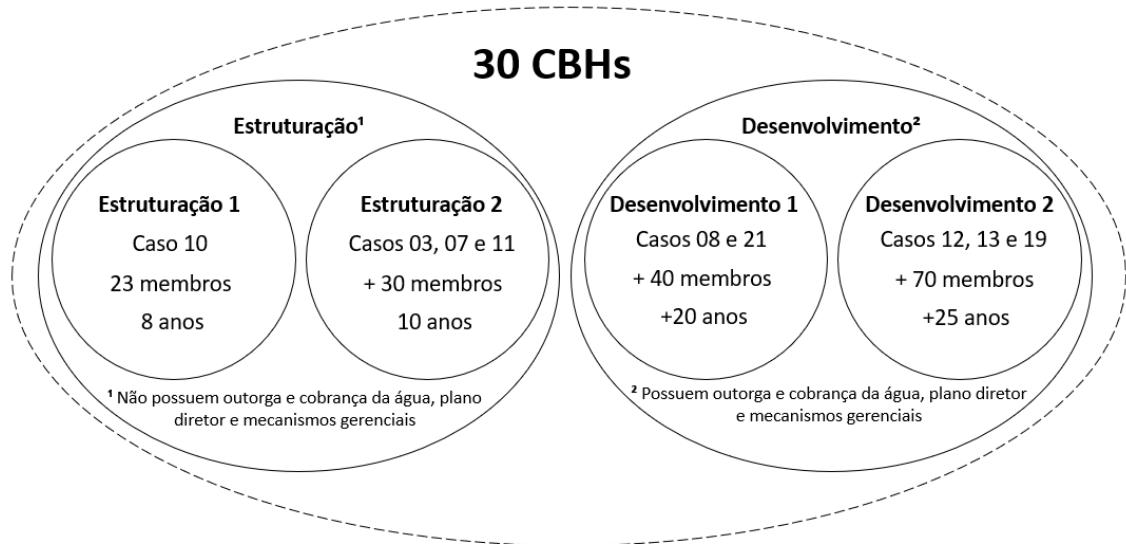 30 CBHs
Estruturação¹
Estruturação 1
Caso 10
23 membros
8 anos
Estruturação 2
Casos 03, 07 e 11
+ 30 membros
10 anos
¹ Não possuem outorga e cobrança da água, plano
diretor e mecanismos gerenciais
Desenvolvimento²
Desenvolvimento 1
Casos 08 e 21
+ 40 membros
+20 anos
Desenvolvimento 2
Casos 12, 13 e 19
+ 70 membros
+25 anos
² Possuem outorga e cobrança da água, plano diretor
e mecanismos gerenciais